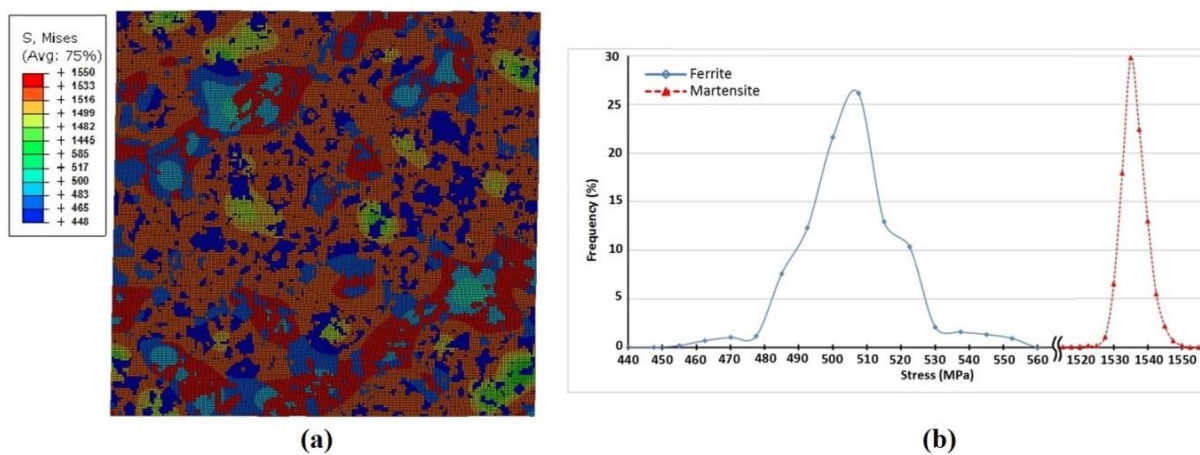 S, Mises
(Avg: 75%)
+ 1550
+ 1533
+ 1516
+ 1499
+ 1482
+ 1445
+ 585
+ 517
+ 500
+ 483
+ 465
+ 448
(a)
Ferrite
Martensite
Frequency (%)
30
25
20
15
10
5
0
440 450 460 470 480 490 500 510 520 530 540 550 560 1520 1530 1540 1550
Stress (MPa)
(b)